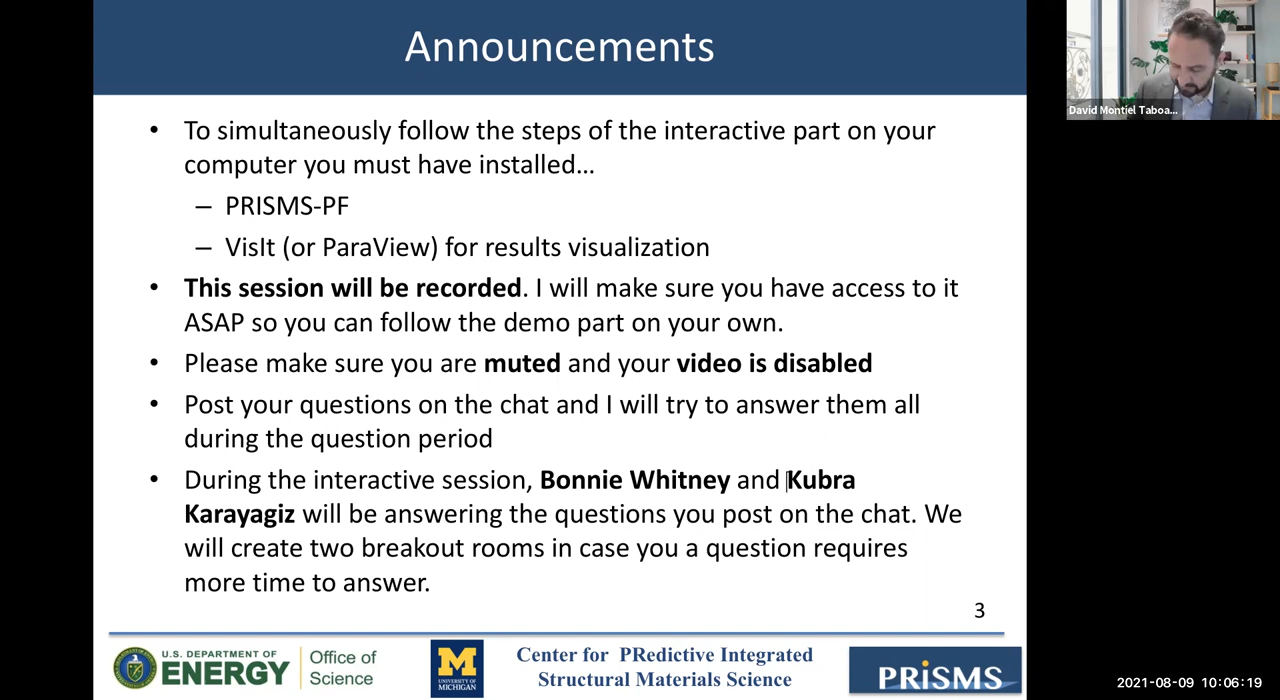 Announcements
David Montiel Taboa...
• To simultaneously follow the steps of the interactive part on your
computer you must have installed...
– PRISMS-PF
– VisIt (or ParaView) for results visualization
• This session will be recorded. I will make sure you have access to it
ASAP so you can follow the demo part on your own.
• Please make sure you are muted and your video is disabled
• Post your questions on the chat and I will try to answer them all
during the question period
• During the interactive session, Bonnie Whitney and Kubra
Karayagiz will be answering the questions you post on the chat. We
will create two breakout rooms in case you a question requires
more time to answer.
3
U.S. DEPARTMENT OF
ENERGY
Office of
Science
M
UNIVERSITY OF
MICHIGAN
Center for PRedictive Integrated
Structural Materials Science
PRiSMS
2021-08-09 10:06:19